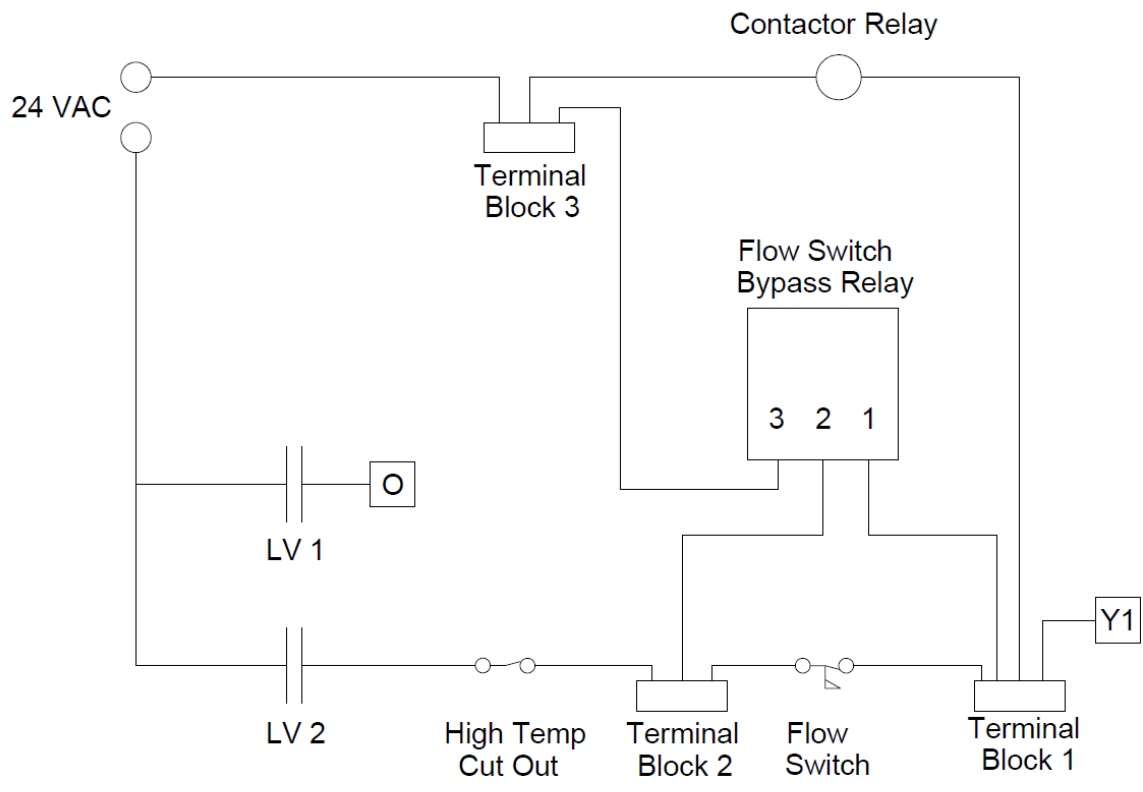 Contactor Relay
24 VAC
Terminal
Block 3
Flow Switch
Bypass Relay
3 2 1
O
LV 1
Y1
LV 2
High Temp
Cut Out
Terminal
Block 2
Flow
Switch
Terminal
Block 1